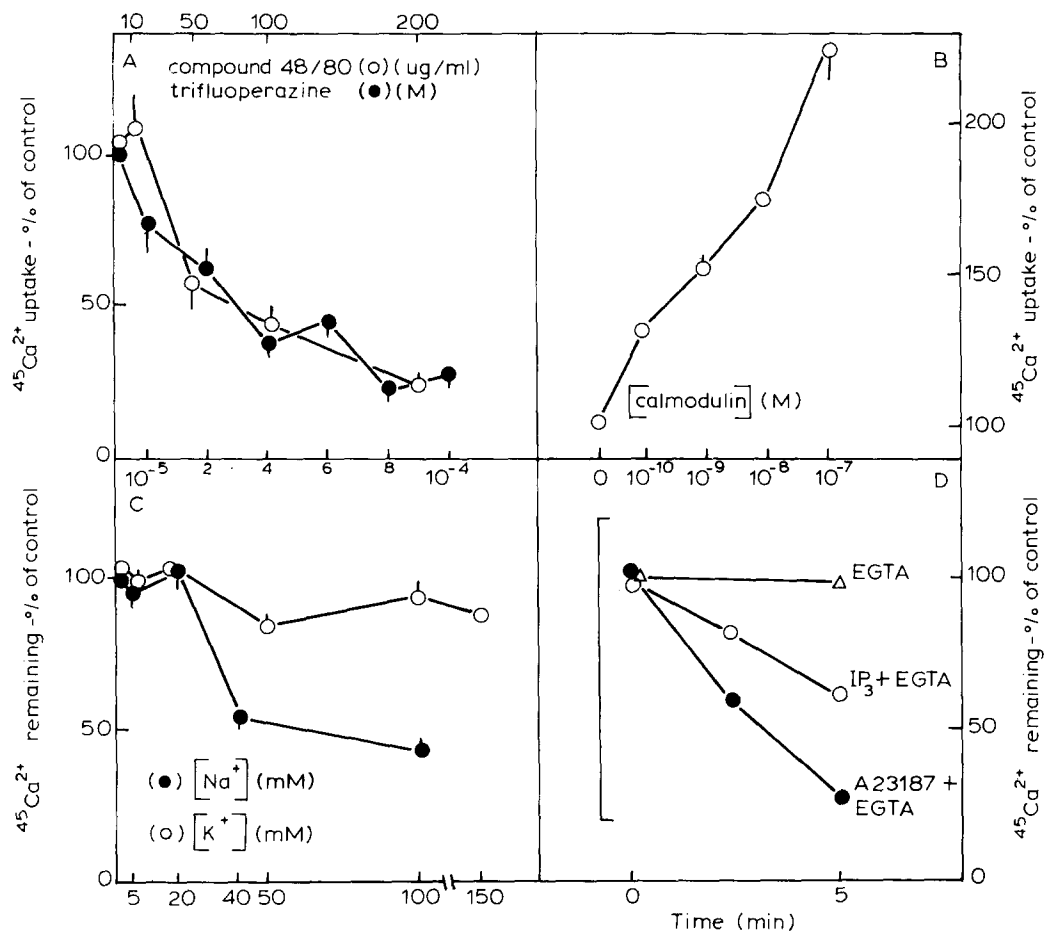 10 50 100 200
A
compound 48/80 (o) (ug/ml)
trifluoperazine (●) (M)
100
50
0
45Ca2+ uptake - % of control
10-5 2 4 6 8 10-4
B
200
150
100
45Ca2+ uptake - % of control
[calmodulin] (M)
0 10-10 10-9 10-8 10-7
C
100
50
0
45Ca2+ remaining - % of control
(●) [Na+] (mM)
(○) [K+] (mM)
5 20 40 50 100 150
D
EGTA
IP3 + EGTA
A23187 +
EGTA
100
50
0
45Ca2+ remaining - % of control
0 5
Time (min)